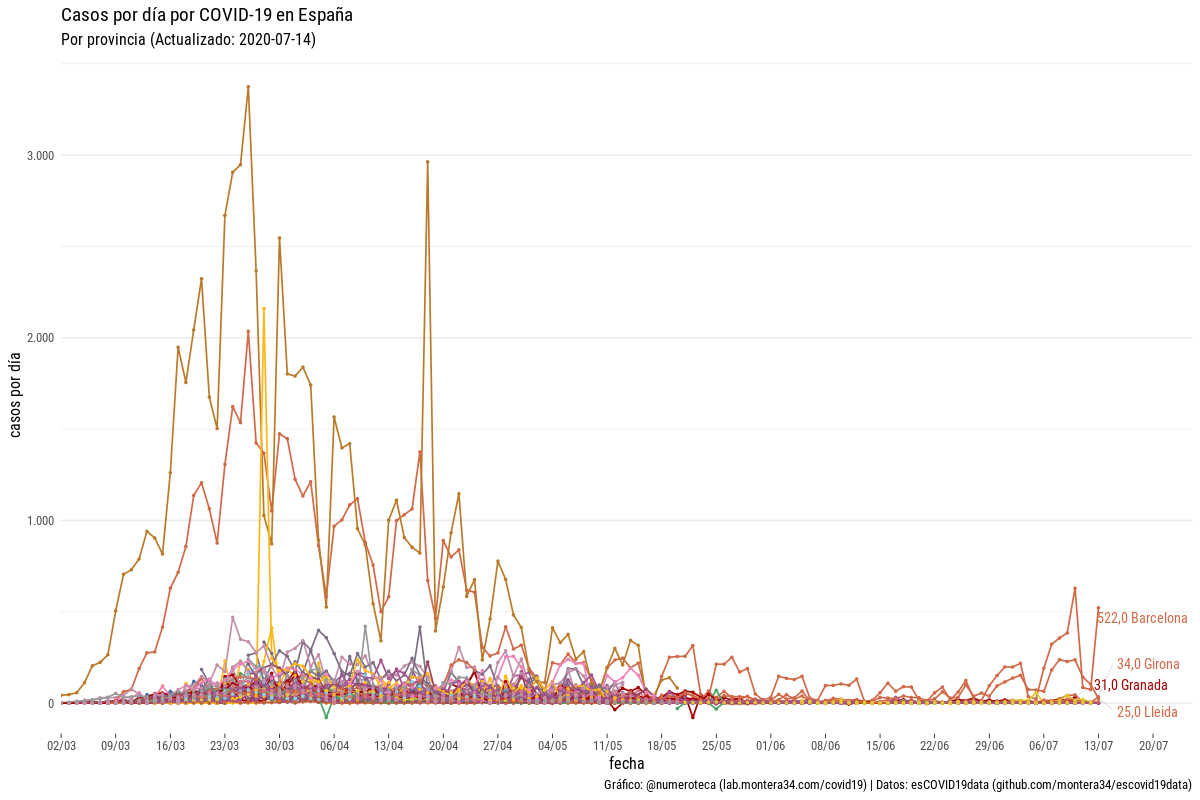 Casos por día por COVID-19 en España
Por provincia (Actualizado: 2020-07-14)
casos por día
3.000
2.000
1.000
0
522,0 Barcelona
34,0 Girona
31,0 Granada
25,0 Lleida
02/03 09/03 16/03 23/03 30/03 6/04 13/04 20/04 27/04 04/05 11/05 18/05 25/05 01/06 08/06 15/06 22/06 29/06 06/07 13/07 20/07
fecha
Gráfico: @numeroteca (lab.montera34.com/covid19) | Datos: esCOVID19data (github.com/montera34/escovid19data)